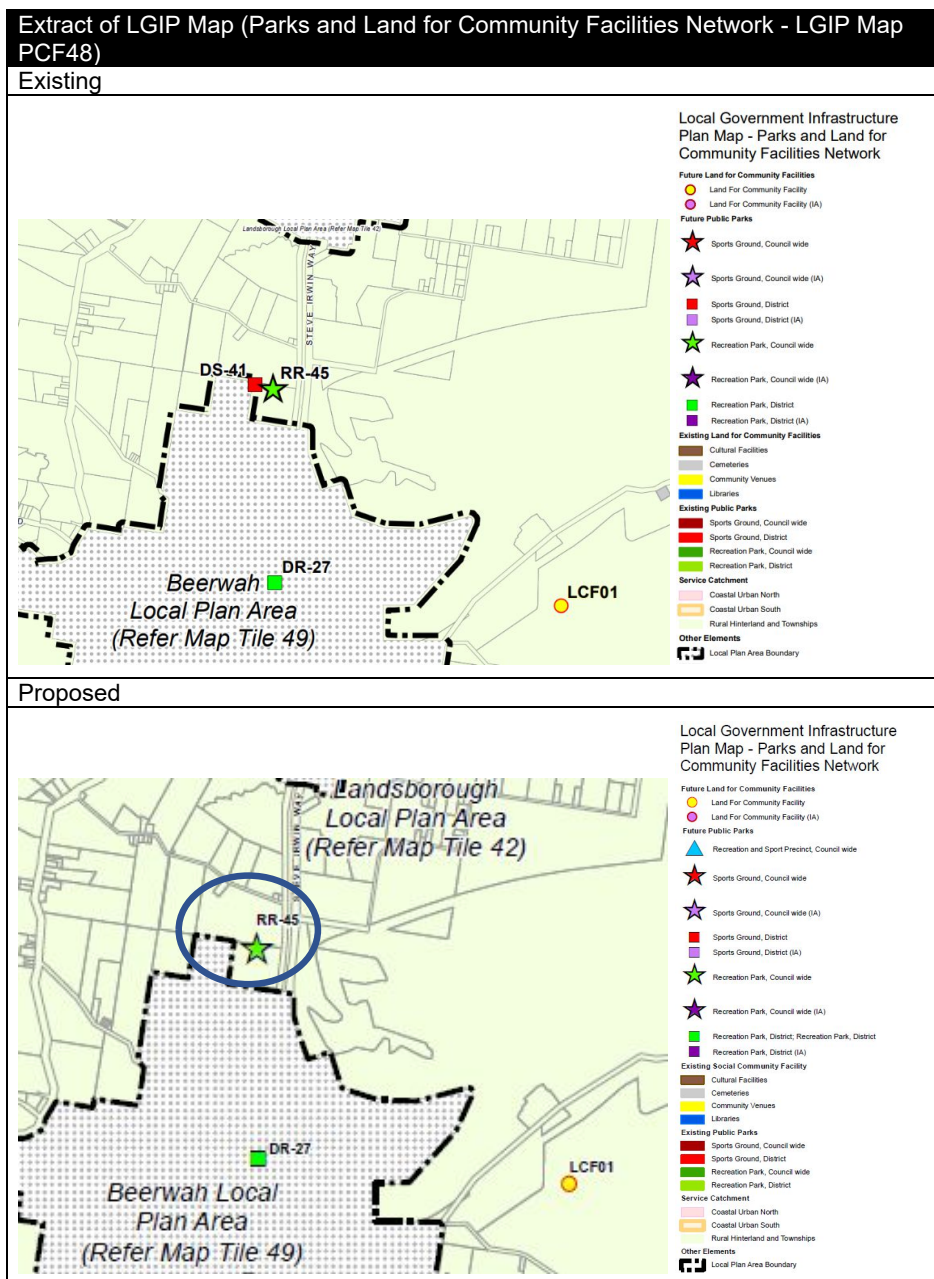 Extract of LGIP Map (Parks and Land for Community Facilities Network - LGIP Map
PCF48)
Existing
Local Government Infrastructure
Plan Map - Parks and Land for
Community Facilities Network
Future Land for Community Facilities
Land For Community Facility
Land For Community Facility (IA)
Future Public Parks
Sports Ground, Council wide
Sports Ground, Council wide (IA)
Sports Ground, District
Sports Ground, District (IA)
Recreation Park, Council wide
Recreation Park, Council wide (IA)
Recreation Park, District
Recreation Park, District (IA)
Existing Land for Community Facilities
Cultural Facilities
Cemeteries
Community Venues
Libraries
Existing Public Parks
Sports Ground, Council wide
Sports Ground, District
Recreation Park, Council wide
Recreation Park, District
Service Catchment
Coastal Urban North
Coastal Urban South
Rural Hinterland and Townships
Other Elements
Local Plan Area Boundary
Landsborough Local Plan Area (Refer Map Tile 42)
STEVE IRWIN WAY
DS-41
RR-45
D.
DR-27
Beerwah
Local Plan Area
(Refer Map Tile 49)
LCF01
Proposed
Local Government Infrastructure
Plan Map - Parks and Land for
Community Facilities Network
Future Land for Community Facilities
Land For Community Facility
Land For Community Facility (IA)
Future Public Parks
Recreation and Sport Precinct, Council wide
Sports Ground, Council wide
Sports Ground, Council wide (IA)
Sports Ground, District
Sports Ground, District (IA)
Recreation Park, Council wide
Recreation Park, Council wide (IA)
Recreation Park, District; Recreation Park, District
Recreation Park, District (IA)
Existing Social Community Facility
Cultural Facilities
Cemeteries
Community Venues
Libraries
Existing Public Parks
Sports Ground, Council wide
Sports Ground, District
Recreation Park, Council wide
Recreation Park, District
Service Catchment
Coastal Urban North
Coastal Urban South
Rural Hinterland and Townships
Other Elements
Local Plan Area Boundary
Landsborough
Local Plan Area
(Refer Map Tile 42)
STEVE IRWIN WAY
RR-45
DR-27
LCF01
Beerwah Local
Plan Area
(Refer Map Tile 49)